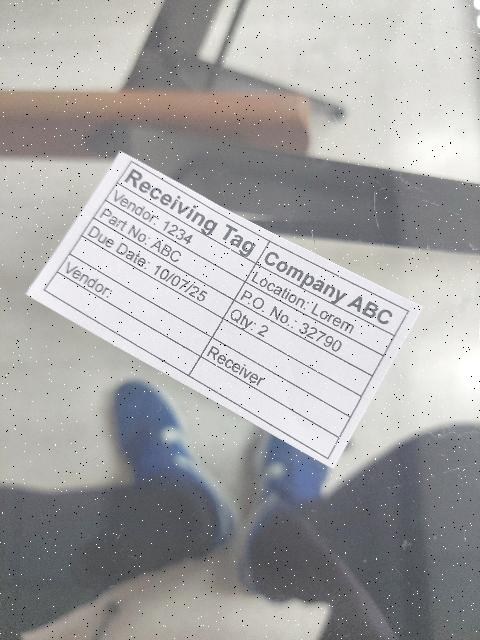 Receiving Tag Company ABC
Vendor: 1234 Location: Lorem
Part No: ABC P.O. No.: 32790
Due Date: 10/07/25 Qty: 2
Vendor: Receiver